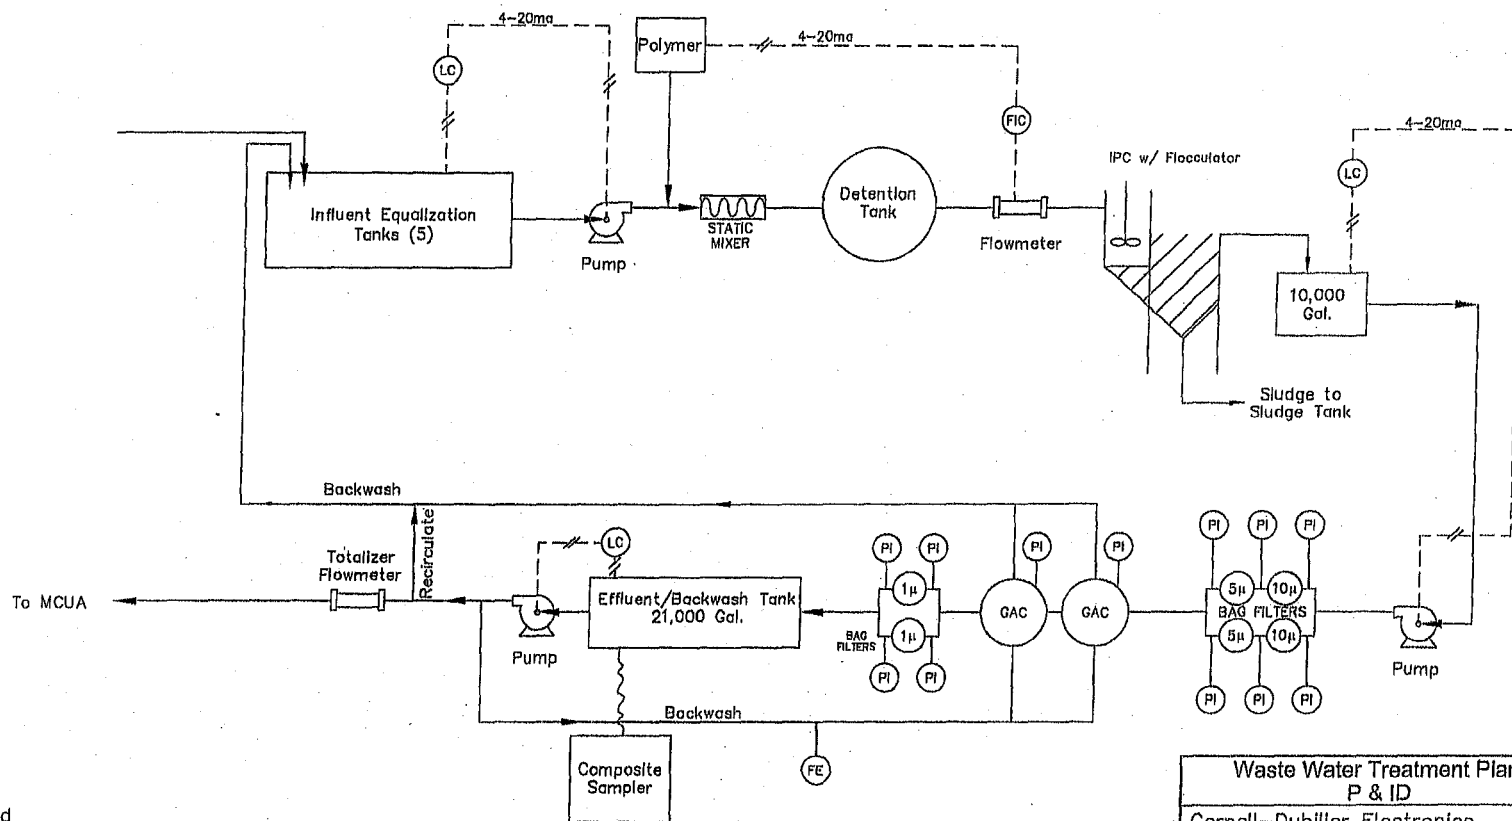 4-20ma
LC
Polymer
4-20ma
FIC
4-20ma
LC
IPC w/ Flocculator
Influent Equalization
Tanks (5)
Pump
STATIC
MIXER
Detention
Tank
Flowmeter
10,000
Gal.
Sludge to
Sludge Tank
Backwash
Recirculate
Totalizer
Flowmeter
To MCUA
LC
Pump
Effluent/Backwash Tank
21,000 Gal.
PI
PI
1μ
1μ
BAG
FILTERS
PI
PI
PI
PI
GAC
GAC
PI
PI
PI
5μ
10μ
BAG FILTERS
5μ
10μ
PI
PI
PI
Pump
Backwash
FE
Composite
Sampler
Waste Water Treatment Plan
P & ID
Cornell-Dubilier Electronics
d